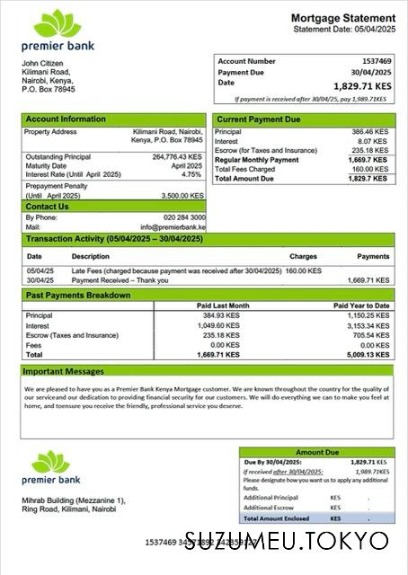 premier bank
Mortgage Statement
Statement Date: 05/04/2025
John Citizen
Kilimani Road,
Nairobi, Kenya,
P.O. Box 78945
Account Number 1537469
Payment Due 30/04/2025
Date 1,829.71 KES
If payment is received after 30/04/25, pay 1,989.71KES
Account Information
Property Address Kilimani Road, Nairobi,
Kenya, P.O. Box 78945
Outstanding Principal 264,776.43 KES
Maturity Date April 2025
Interest Rate (Until April 2025) 4.75%
Prepayment Penalty
(Until April 2025) 3,500.00 KES
Contact Us
By Phone: 020 284 3000
Mail: info@premierbank.ke
Current Payment Due
Principal 386.46 KES
Interest 8.07 KES
Escrow (for Taxes and Insurance) 235.18 KES
Regular Monthly Payment 1,669.7 KES
Total Fees Charged 160.00 KES
Total Amount Due 1,829.7 KES
Transaction Activity (05/04/2025 – 30/04/2025)
Date Description Charges Payments
05/04/25 Late Fees (charged because payment was received after 30/04/2025) 160.00 KES
30/04/25 Payment Received – Thank you 1,669.71 KES
Past Payments Breakdown
Paid Last Month Paid Year to Date
Principal 384.93 KES 1,150.25 KES
Interest 1,049.60 KES 3,153.34 KES
Escrow (Taxes and Insurance) 235.18 KES 705.54 KES
Fees 0.00 KES 0.00 KES
Total 1,669.71 KES 5,009.13 KES
Important Messages
We are pleased to have you as a Premier Bank Kenya Mortgage customer. We are known throughout the country for the quality of
our serviceand our dedication to providing financial security for our customers. We will do everything we can to make you feel at
home, and toensure you receive the friendly, professional service you deserve.
premier bank
Mihrab Building (Mezzanine 1),
Ring Road, Kilimani, Nairobi
Amount Due
Due By 30/04/2025: 1,829.71 KES
If received after 30/04/2025: 1,989.71KES
Please designate how you want us to apply any additional
funds.
Additional Principal KES .
Additional Escrow KES .
Total Amount Enclosed KES .
1537469
SUZUMEU.TOKYO